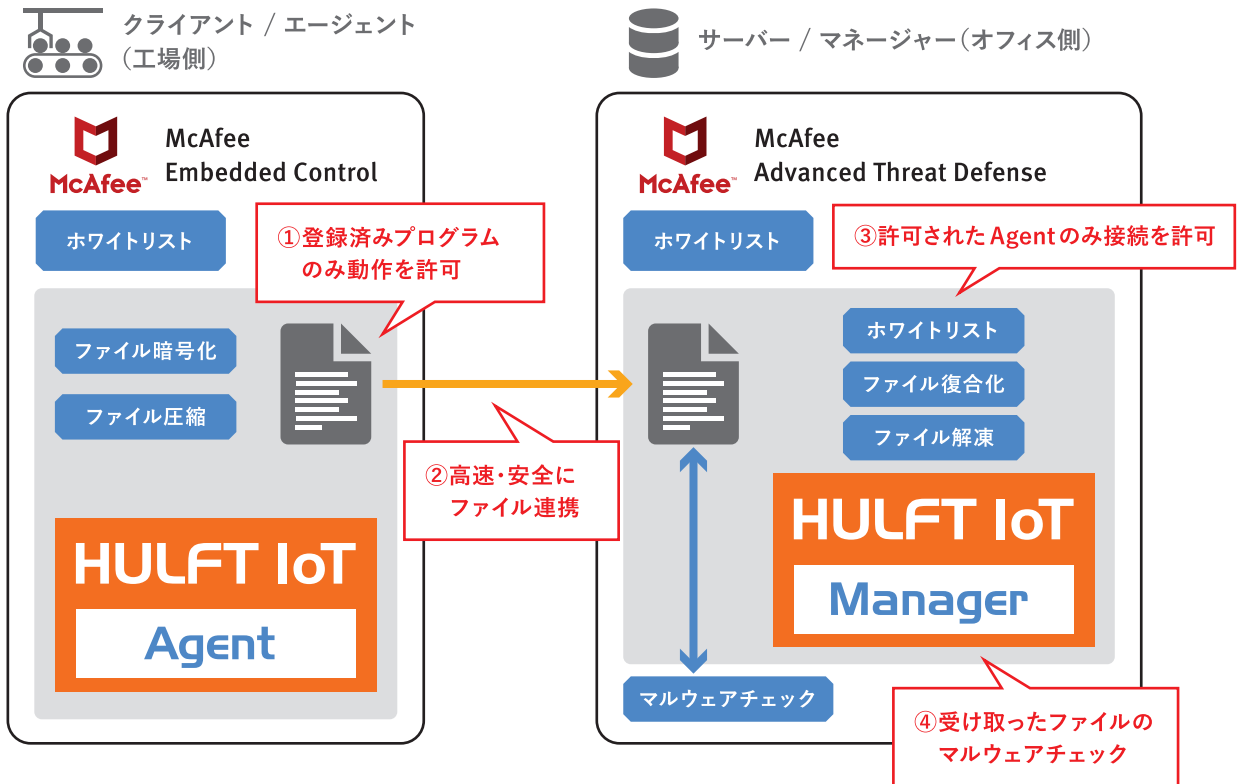 クライアント / エージェント
（工場側）
サーバー / マネージャー（オフィス側）
McAfee™
McAfee
Embedded Control
ホワイトリスト
①登録済みプログラム
のみ動作を許可
ファイル暗号化
ファイル圧縮
HULFT IoT
Agent
②高速・安全に
ファイル連携
McAfee™
McAfee
Advanced Threat Defense
ホワイトリスト
③許可されたAgentのみ接続を許可
ホワイトリスト
ファイル復合化
ファイル解凍
HULFT IoT
Manager
マルウェアチェック
④受け取ったファイルの
マルウェアチェック